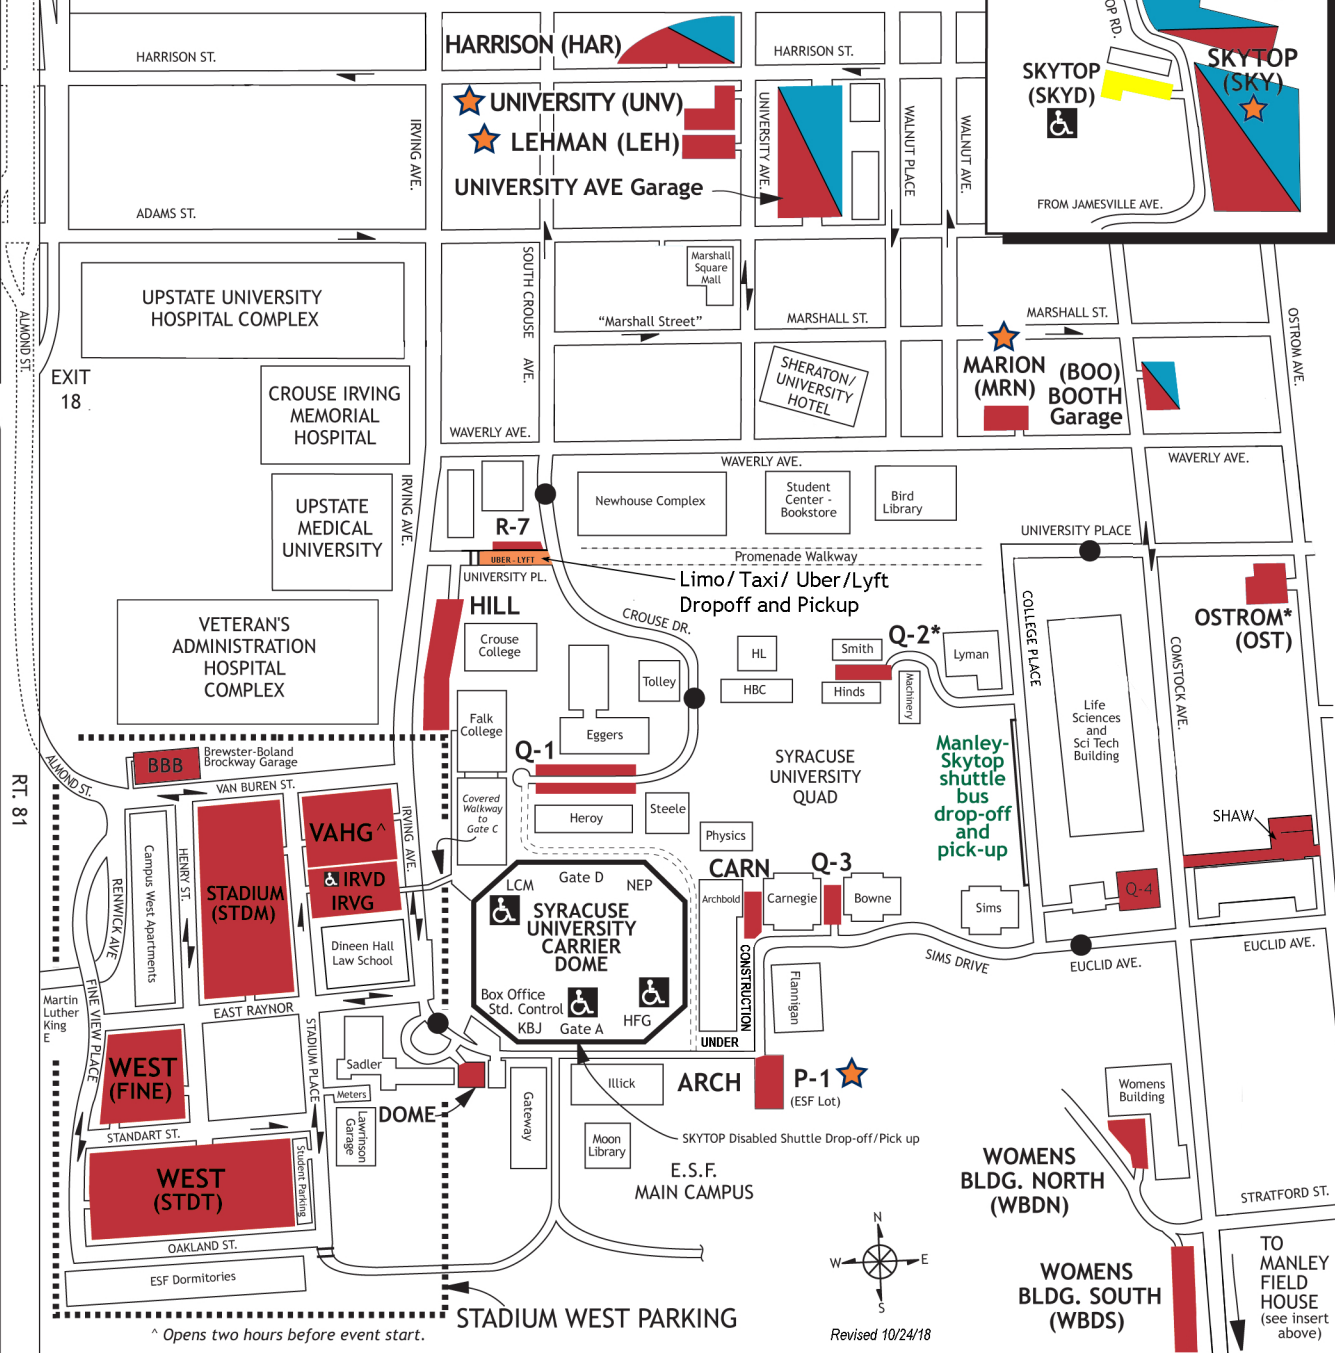 HARRISON ST.
HARRISON (HAR)
HARRISON ST.
OP RD.
SKYTOP
(SKYD)
SKYTOP
(SKY)
FROM JAMESVILLE AVE.
UNIVERSITY (UNV)
LEHMAN (LEH)
UNIVERSITY AVE Garage
IRVING AVE.
UNIVERSITY AVE.
WALNUT PLACE
WALNUT AVE.
ADAMS ST.
SOUTH CROUSE AVE.
Marshall
Square
Mall
"Marshall Street"
MARSHALL ST.
MARSHALL ST.
OSTROM AVE.
UPSTATE UNIVERSITY
HOSPITAL COMPLEX
ALMOND ST.
EXIT
18
CROUSE IRVING
MEMORIAL
HOSPITAL
SHERATON/
UNIVERSITY
HOTEL
MARION
(MRN)
(BOO)
BOOTH
Garage
WAVERLY AVE.
WAVERLY AVE.
WAVERLY AVE.
UPSTATE
MEDICAL
UNIVERSITY
IRVING AVE.
Newhouse Complex
Student
Center -
Bookstore
Bird
Library
R-7
UBER - LYFT
UNIVERSITY PL.
Promenade Walkway
UNIVERSITY PLACE
Limo/ Taxi/ Uber/Lyft
Dropoff and Pickup
HILL
CROUSE DR.
VETERAN'S
ADMINISTRATION
HOSPITAL
COMPLEX
Crouse
College
Tolley
HL
HBC
Smith
Hinds
Q-2*
Machinery
Lyman
COLLEGE PLACE
COMSTOCK AVE.
OSTROM*
(OST)
Falk
College
Eggers
Q-1
Life
Sciences
and
Sci Tech
Building
BBB
Brewster-Boland
Brockway Garage
VAN BUREN ST.
ALMOND ST.
RT. 81
SYRACUSE
UNIVERSITY
QUAD
Manley-
Skytop
shuttle
bus
drop-off
and
pick-up
Covered
Walkway
to
Gate C
Heroy
Steele
Physics
SHAW
VAHG^
IRVING AVE.
IRVD
IRVG
STADIUM
(STDM)
Campus West Apartments
HENRY ST.
RENWICK AVE
Dineen Hall
Law School
LCM
Gate D
NEP
SYRACUSE
UNIVERSITY
CARRIER
DOME
Box Office
Std. Control
KBJ
Gate A
HFG
CARN
Q-3
Archbold
Carnegie
Bowne
Sims
Q-4
SIMS DRIVE
EUCLID AVE.
EUCLID AVE.
CONSTRUCTION
UNDER
Flannigan
Martin
Luther
King
E
FINE VIEW PLACE
EAST RAYNOR
STADIUM PLACE
WEST
(FINE)
Sadler
Meters
Lawrinson
Garage
DOME
Gateway
Illick
ARCH
P-1
(ESF Lot)
Moon
Library
SKYTOP Disabled Shuttle Drop-off/Pick up
E.S.F.
MAIN CAMPUS
Womens
Building
STANDART ST.
WEST
(STDT)
Student Parking
WOMENS
BLDG. NORTH
(WBDN)
STRATFORD ST.
OAKLAND ST.
ESF Dormitories
N
W
E
S
WOMENS
BLDG. SOUTH
(WBDS)
TO
MANLEY
FIELD
HOUSE
(see insert
above)
STADIUM WEST PARKING
^ Opens two hours before event start.
Revised 10/24/18